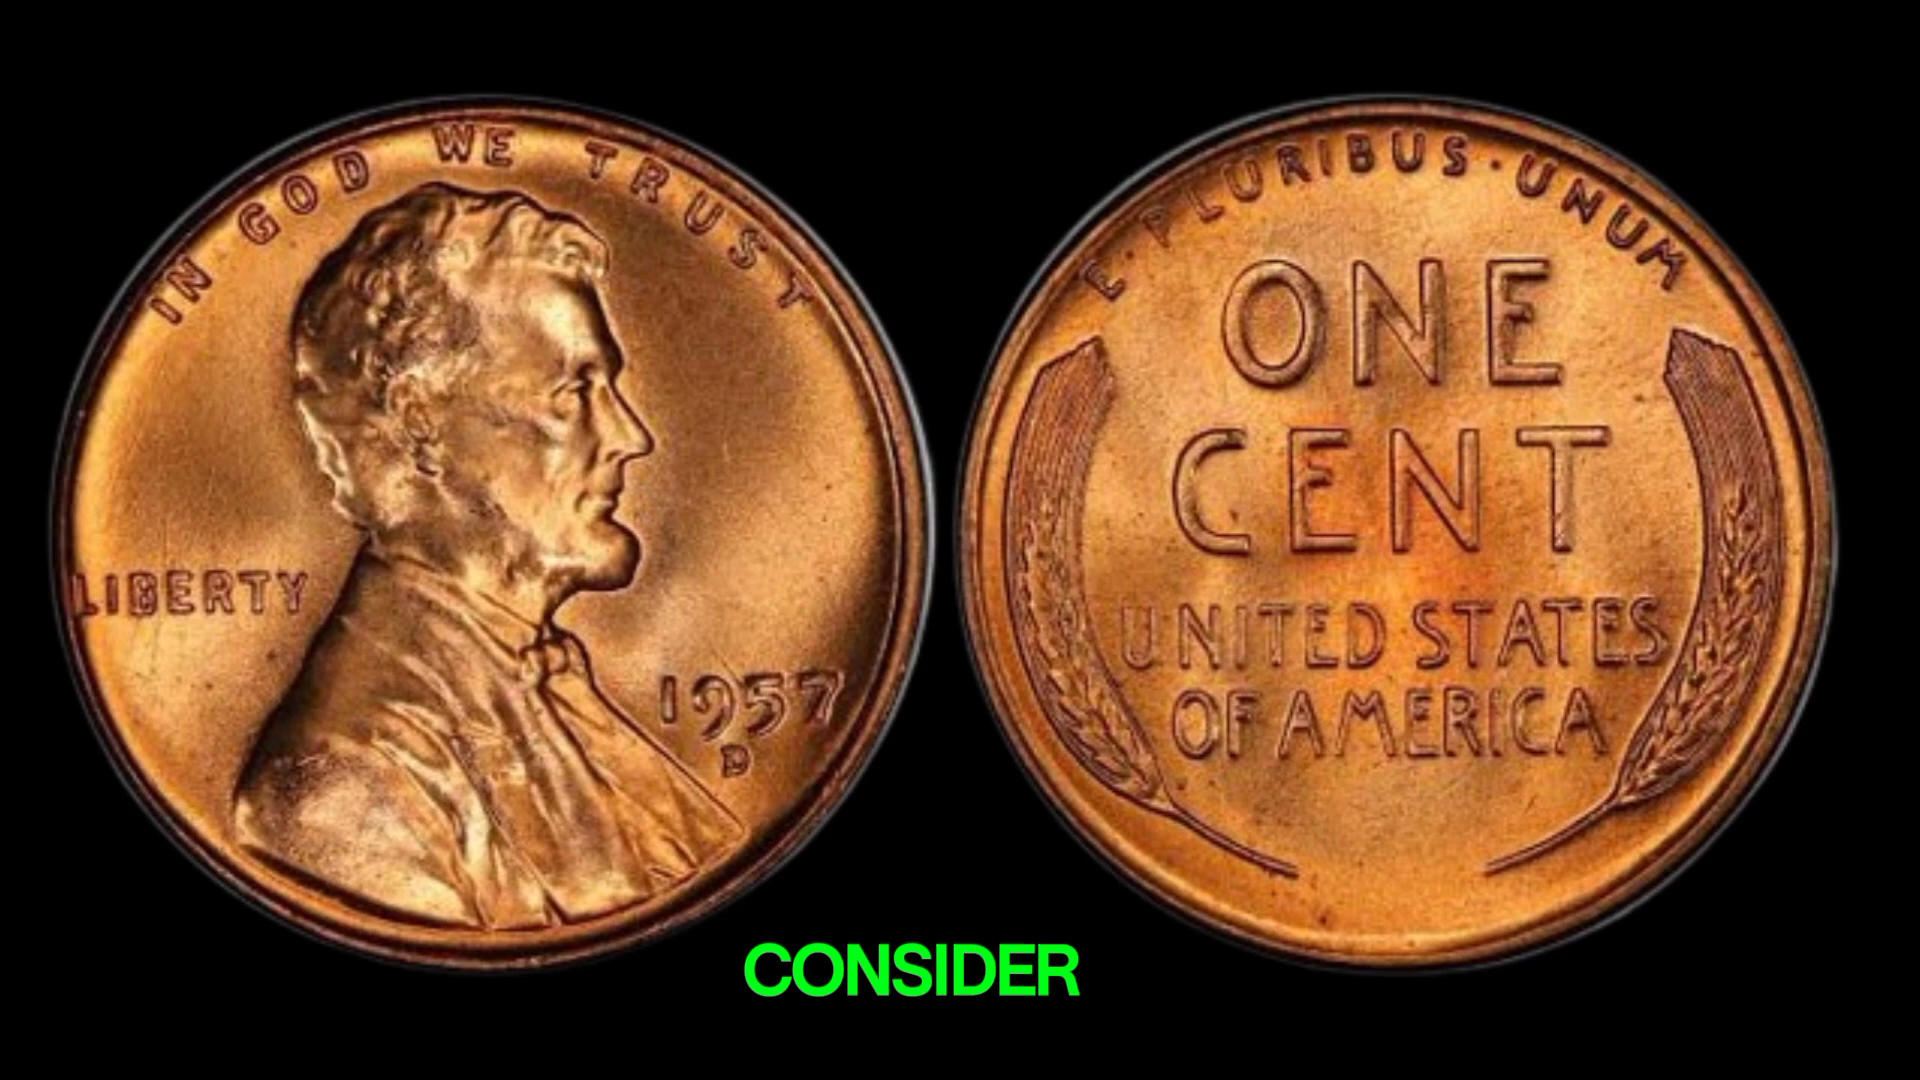 IN GOD WE TRUST
LIBERTY
1957
D
E·PLURIBUS·UNUM
ONE
CENT
UNITED STATES
OF AMERICA
CONSIDER